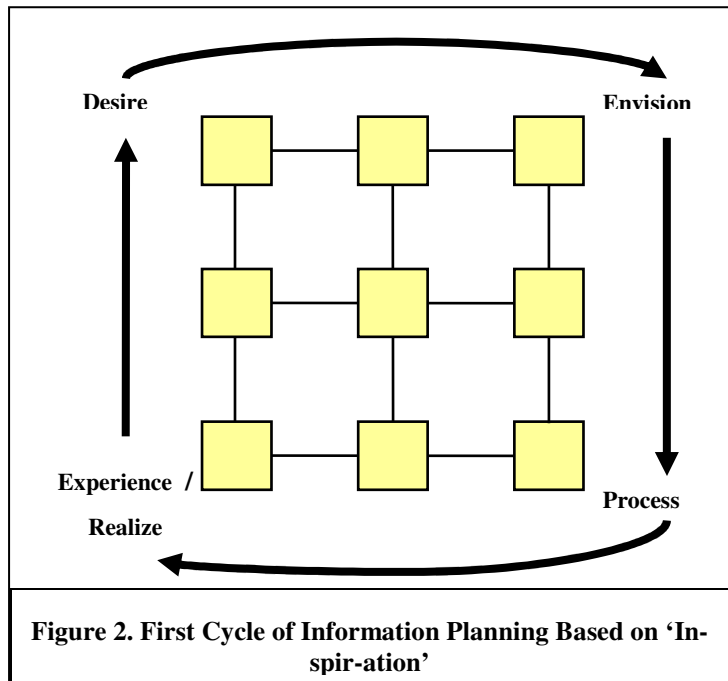 Desire Envision
Experience / Process
Realize
Figure 2. First Cycle of Information Planning Based on ‘In-
spir-ation’